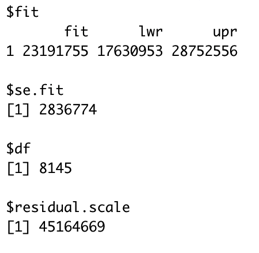 $fit
fit lwr upr
1 23191755 17630953 28752556
$se.fit
[1] 2836774
$df
[1] 8145
$residual.scale
[1] 45164669